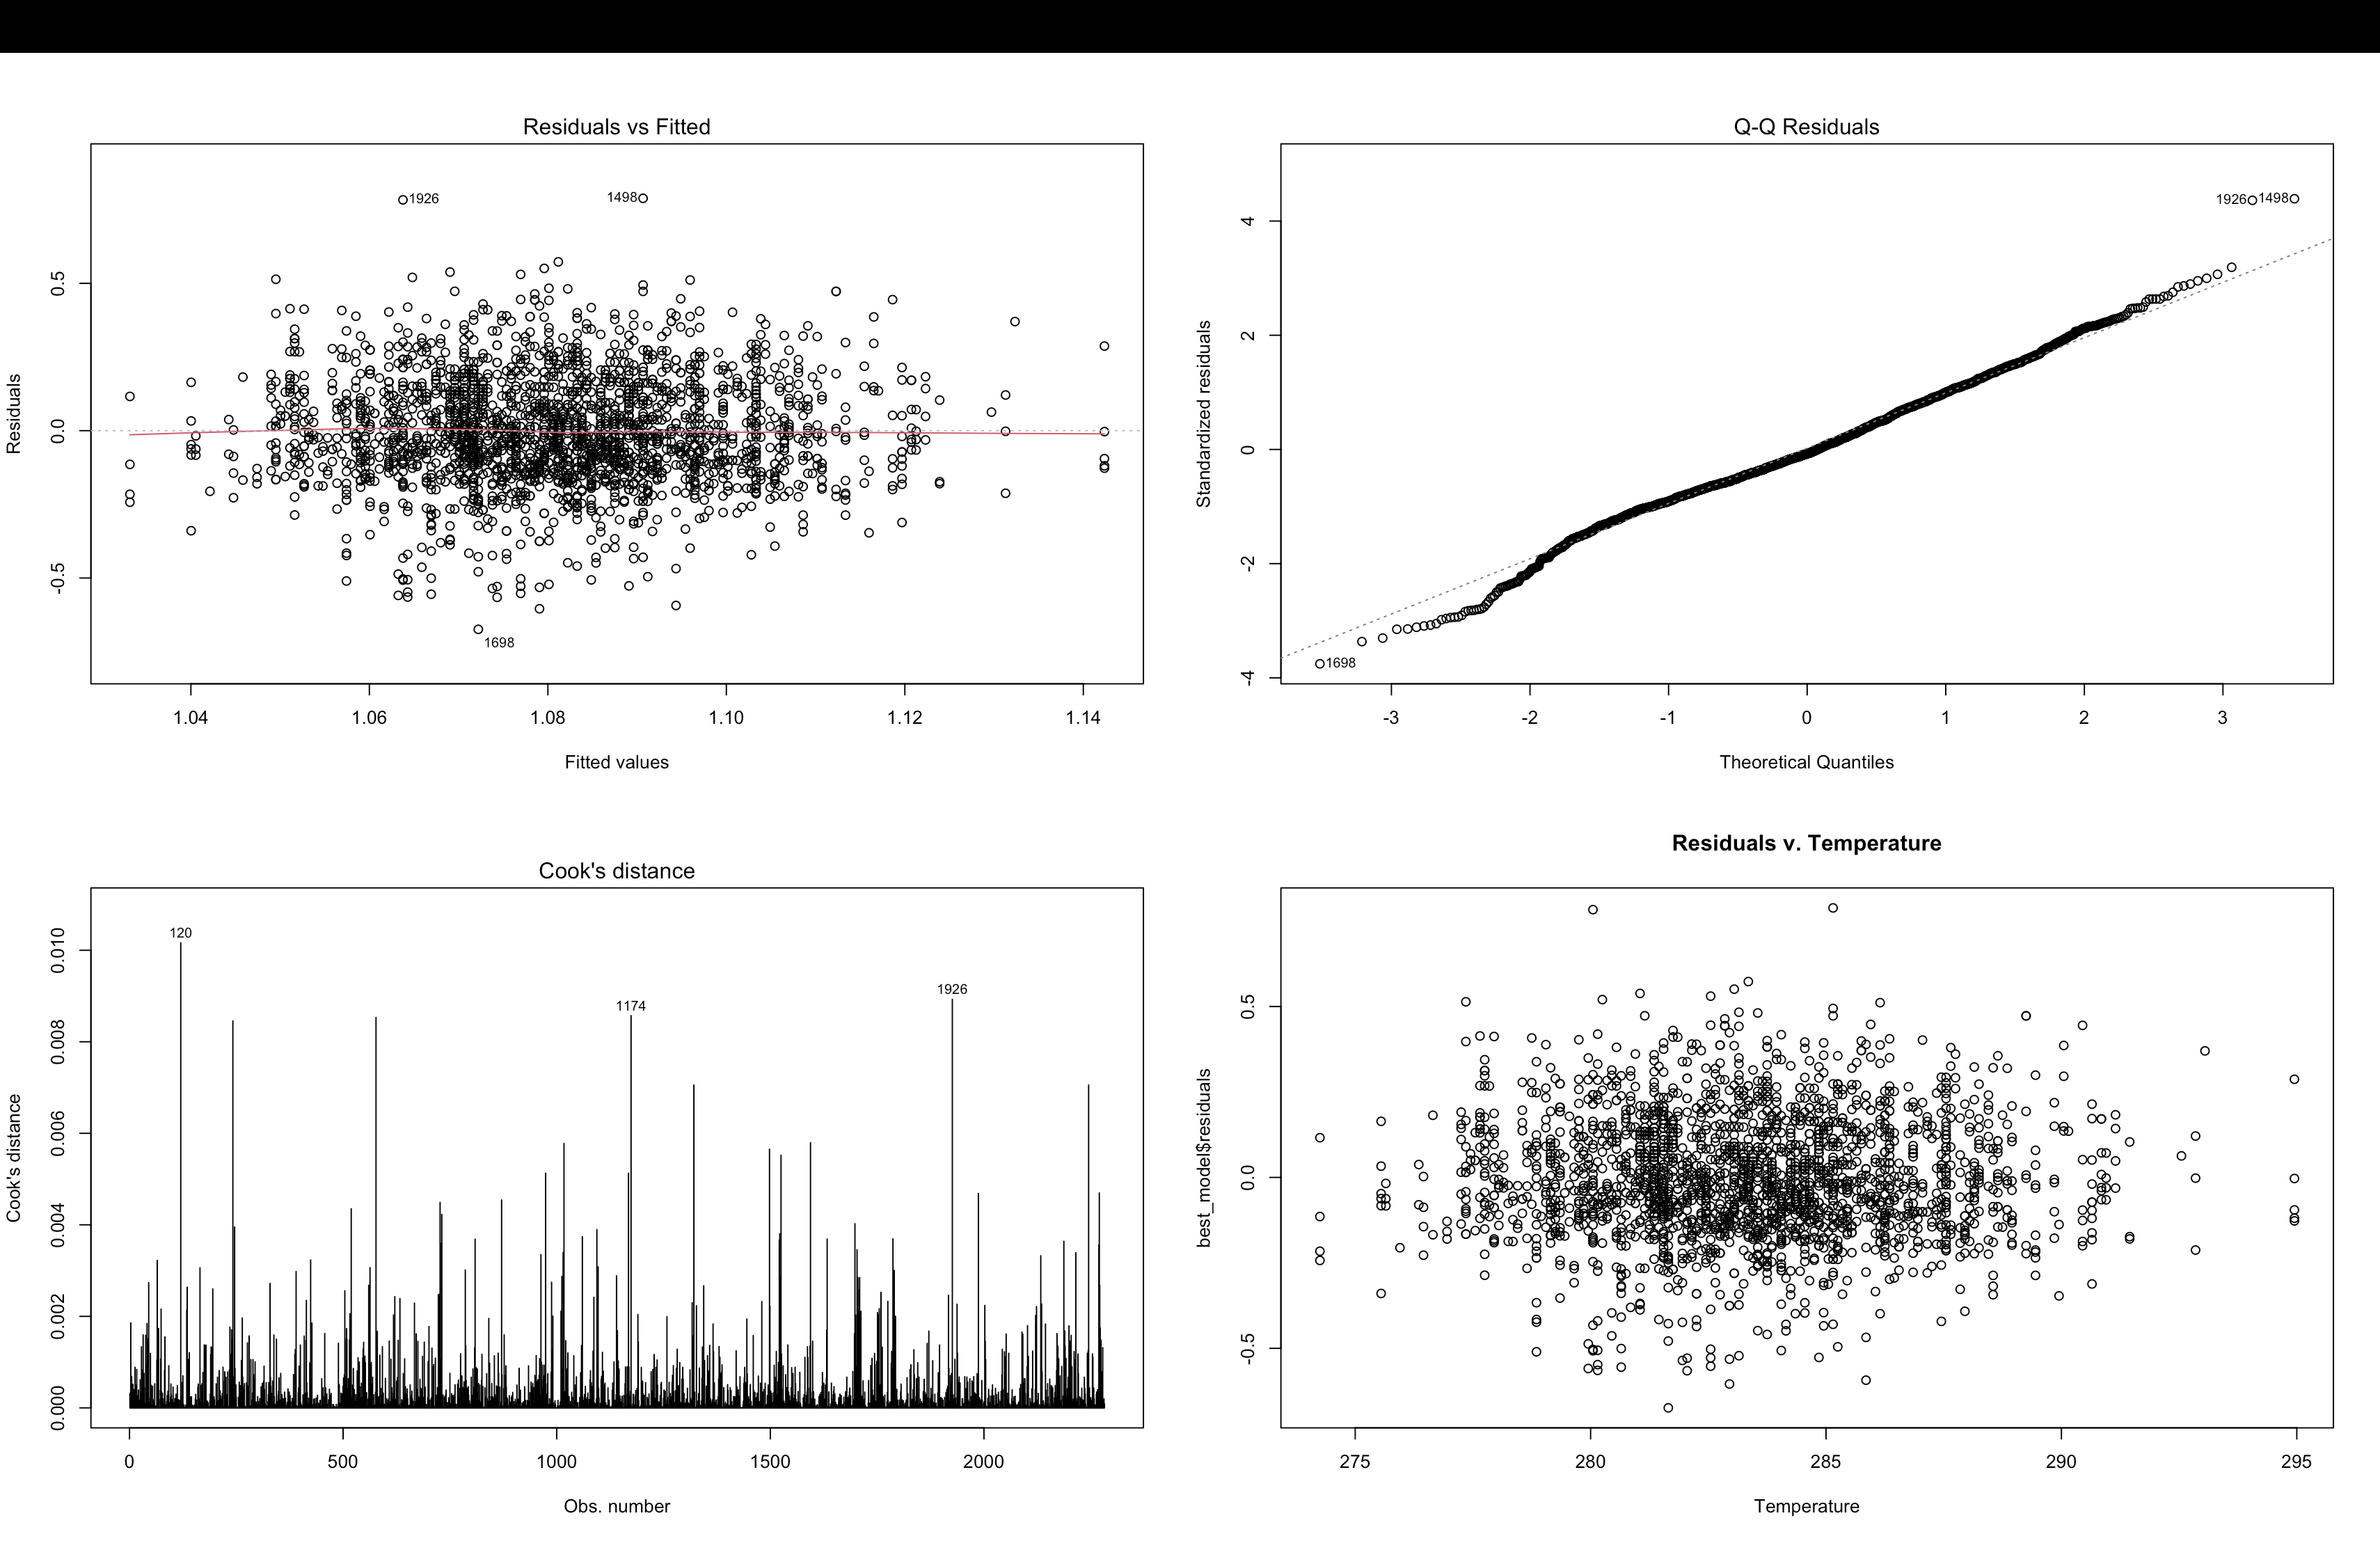 Residuals vs Fitted
Residuals
0.5
0.0
-0.5
1926
1498
1698
1.04 1.06 1.08 1.10 1.12 1.14
Fitted values
Q-Q Residuals
Standardized residuals
4
2
0
-2
-4
1926 1498
1698
-3 -2 -1 0 1 2 3
Theoretical Quantiles
Cook's distance
Cook's distance
0.010
0.008
0.006
0.004
0.002
0.000
120
1174
1926
0 500 1000 1500 2000
Obs. number
Residuals v. Temperature
best_model$residuals
0.5
0.0
-0.5
275 280 285 290 295
Temperature